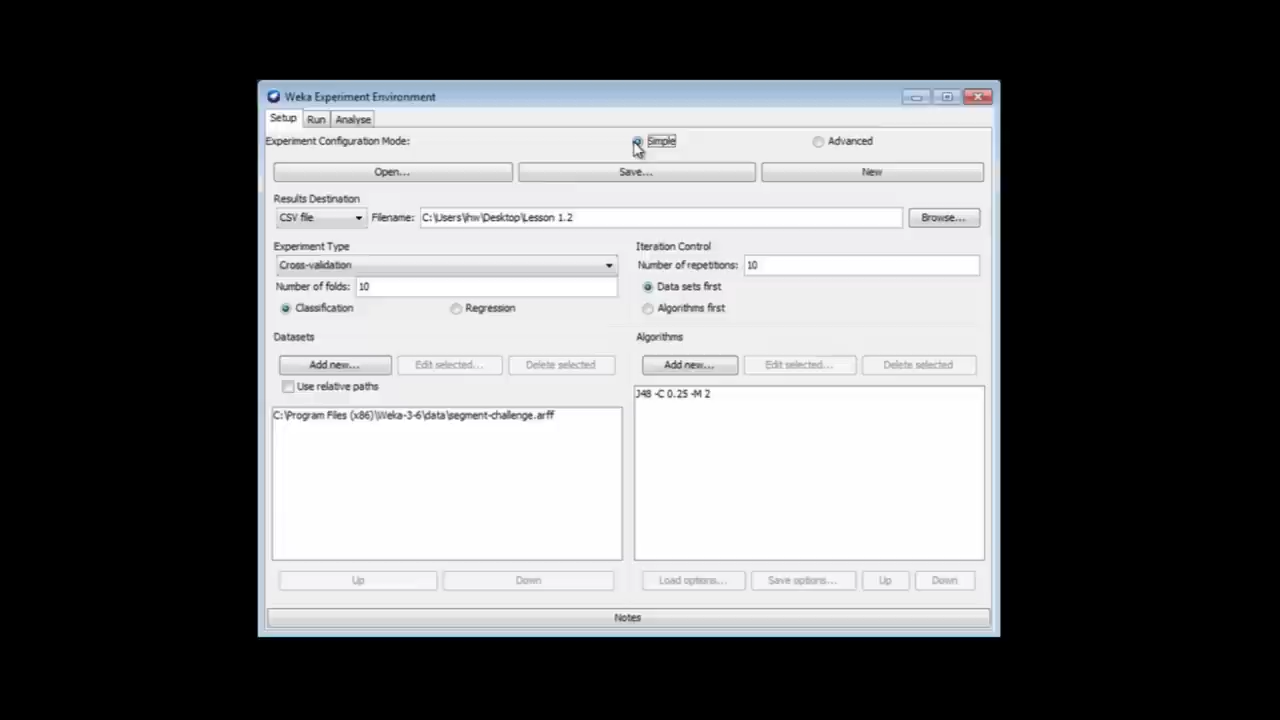 Weka Experiment Environment
Setup Run Analyse
Experiment Configuration Mode: Simple Advanced
Open... Save... New
Results Destination
CSV file Filename: C:\Users\ihw\Desktop\Lesson 1.2 Browse...
Experiment Type Iteration Control
Cross-validation Number of repetitions: 10
Number of folds: 10 Data sets first
Classification Regression Algorithms first
Datasets Algorithms
Add new... Edit selected... Delete selected Add new... Edit selected... Delete selected
Use relative paths
J48 -C 0.25 -M 2
C:\Program Files (x86)\Weka-3-6\data\segment-challenge.arff
Up Down Load options... Save options... Up Down
Notes